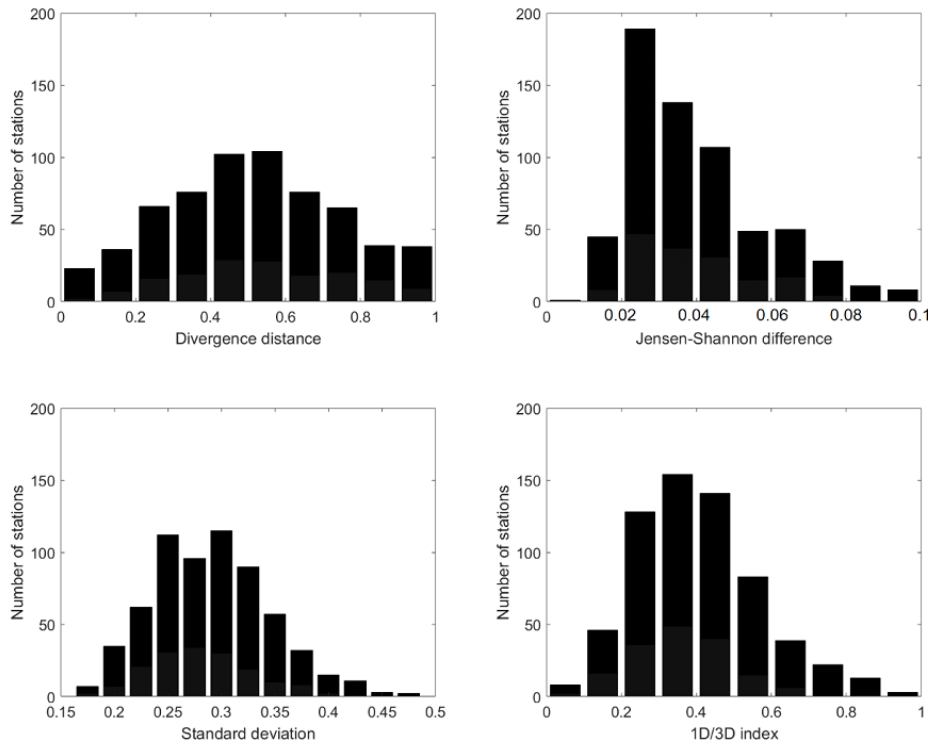 200
150
100
50
0
Number of stations
0 0.2 0.4 0.6 0.8 1
Divergence distance
200
150
100
50
0
Number of stations
0 0.02 0.04 0.06 0.08 0.1
Jensen-Shannon difference
200
150
100
50
0
Number of stations
0.15 0.2 0.25 0.3 0.35 0.4 0.45 0.5
Standard deviation
200
150
100
50
0
Number of stations
0 0.2 0.4 0.6 0.8 1
1D/3D index